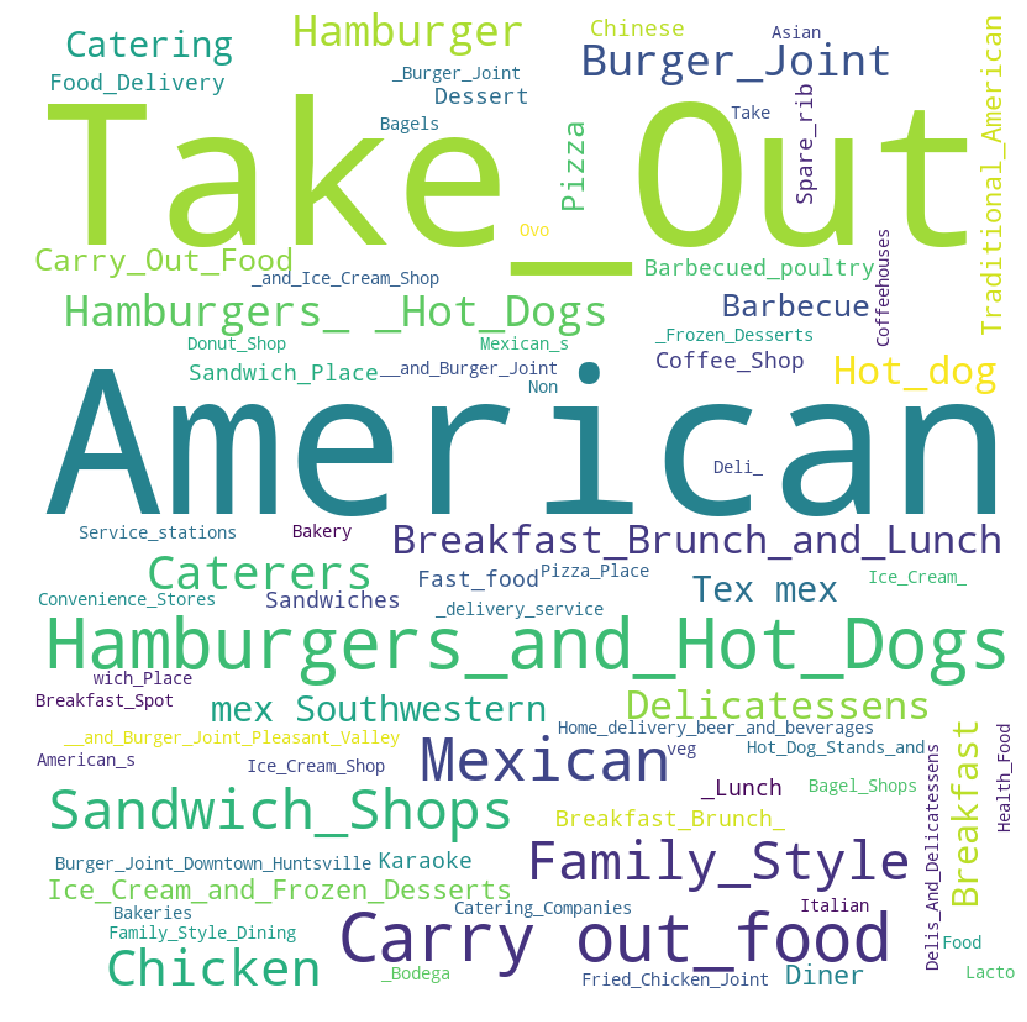 Hamburger
Chinese
Asian
Catering
Burger_Joint
Food_Delivery
_Burger_Joint
Dessert
Traditional_American
Spare_rib
Take
Bagels
Pizza
Take_Out
Ovo
Carry_Out_Food
_and_Ice_Cream_Shop
Barbecued_poultry
Coffeehouses
Hamburgers_ _Hot_Dogs
Barbecue
_Frozen_Desserts
Donut_Shop
Mexican_s
Sandwich_Place
__and_Burger_Joint
Coffee_Shop
Hot_dog
Non
American
Deli_
Service_stations
Bakery
Breakfast_Brunch_and_Lunch
Caterers
Fast_food
Pizza_Place
Tex mex
Ice_Cream_
Convenience_Stores
Sandwiches
_delivery_service
Hamburgers_and_Hot_Dogs
wich_Place
Breakfast_Spot
mex Southwestern
Delicatessens
Home_delivery_beer_and_beverages
__and_Burger_Joint_Pleasant_Valley
veg
Hot_Dog_Stands_and
American_s
Ice_Cream_Shop
Mexican
_Lunch
Bagel_Shops
Breakfast
Health_Food
Delis_And_Delicatessens
Sandwich_Shops
Breakfast_Brunch_
Burger_Joint_Downtown_Huntsville
Karaoke
Family_Style
Ice_Cream_and_Frozen_Desserts
Bakeries
Catering_Companies
Italian
Family_Style_Dining
Carry out_food
Food
Chicken
_Bodega
Fried_Chicken_Joint
Diner
Lacto